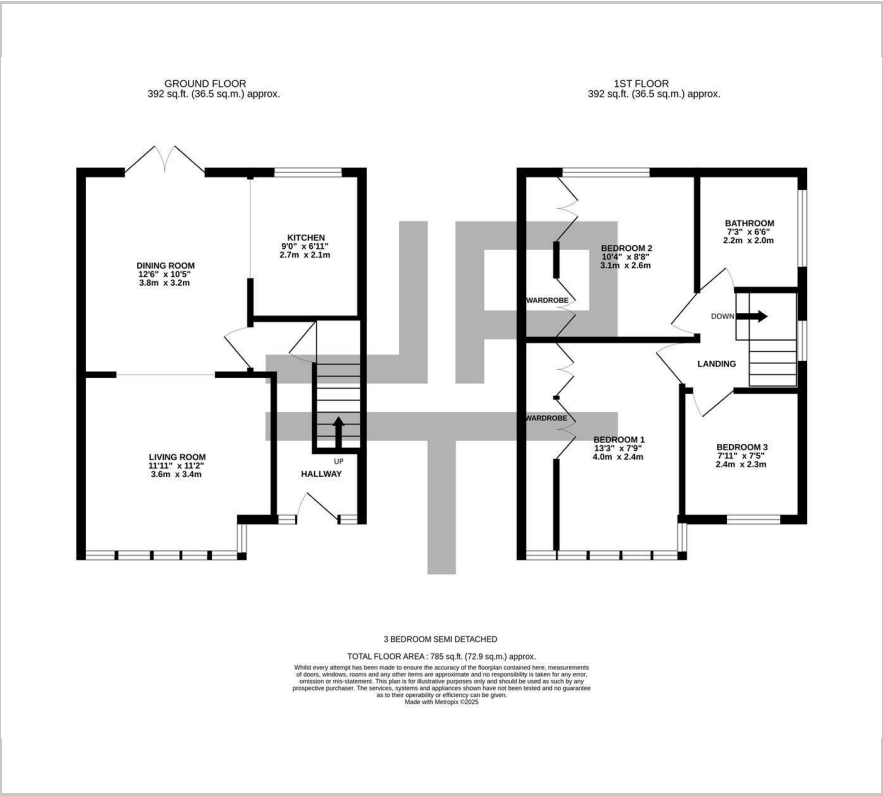 GROUND FLOOR
392 sq.ft. (36.5 sq.m.) approx.
1ST FLOOR
392 sq.ft. (36.5 sq.m.) approx.
KITCHEN
9'0" x 6'11"
2.7m x 2.1m
DINING ROOM
12'6" x 10'5"
3.8m x 3.2m
LIVING ROOM
11'11" x 11'2"
3.6m x 3.4m
UP
HALLWAY
BATHROOM
7'3" x 6'6"
2.2m x 2.0m
BEDROOM 2
10'4" x 8'8"
3.1m x 2.6m
WARDROBE
DOWN
LANDING
WARDROBE
BEDROOM 1
13'3" x 7'9"
4.0m x 2.4m
BEDROOM 3
7'11" x 7'5"
2.4m x 2.3m
3 BEDROOM SEMI DETACHED
TOTAL FLOOR AREA : 785 sq.ft. (72.9 sq.m.) approx.
Whilst every attempt has been made to ensure the accuracy of the floorplan contained here, measurements
of doors, windows, rooms and any other items are approximate and no responsibility is taken for any error,
omission or mis-statement. This plan is for illustrative purposes only and should be used as such by any
prospective purchaser. The services, systems and appliances shown have not been tested and no guarantee
as to their operability or efficiency can be given.
Made with Metropix ©2025